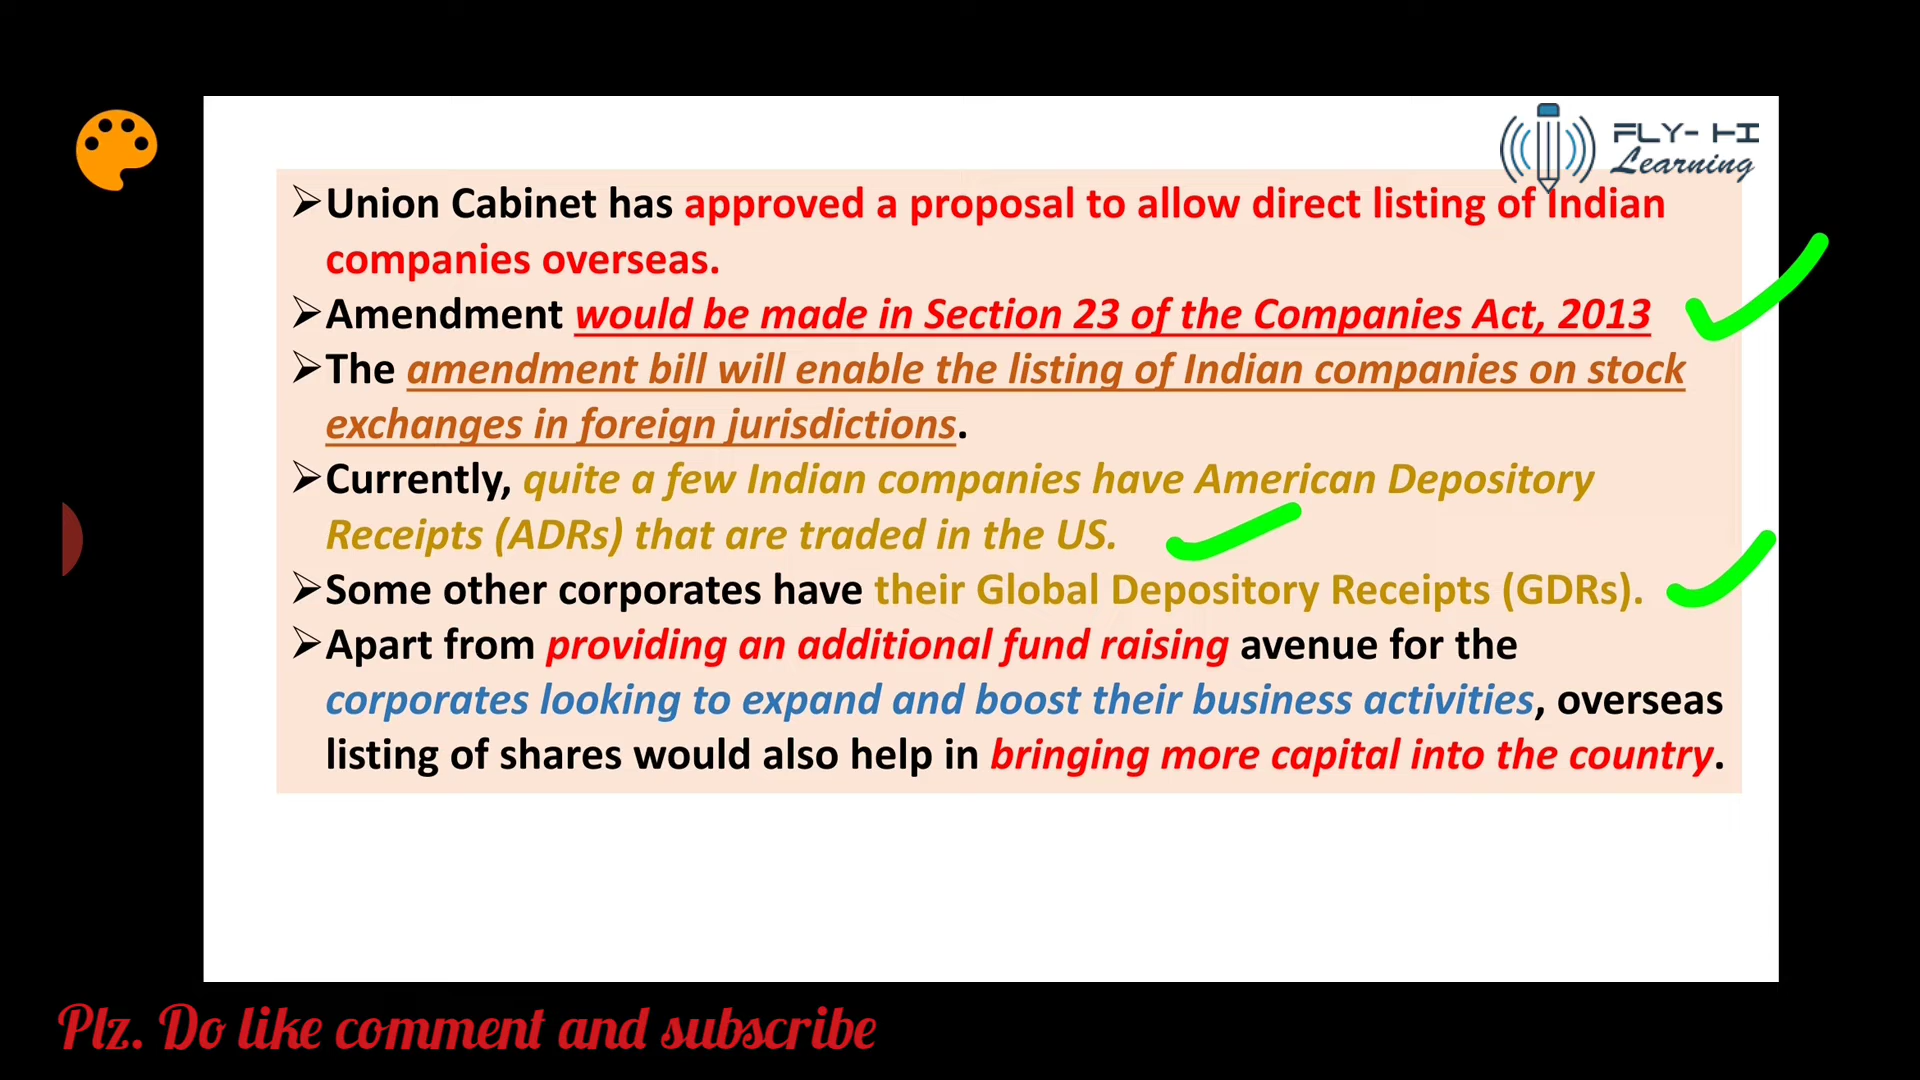 FLY- HI
Learning
➢Union Cabinet has approved a proposal to allow direct listing of Indian
companies overseas.
➢Amendment would be made in Section 23 of the Companies Act, 2013
➢The amendment bill will enable the listing of Indian companies on stock
exchanges in foreign jurisdictions.
➢Currently, quite a few Indian companies have American Depository
Receipts (ADRs) that are traded in the US.
➢Some other corporates have their Global Depository Receipts (GDRs).
➢Apart from providing an additional fund raising avenue for the
corporates looking to expand and boost their business activities, overseas
listing of shares would also help in bringing more capital into the country.
Plz. Do like comment and subscribe